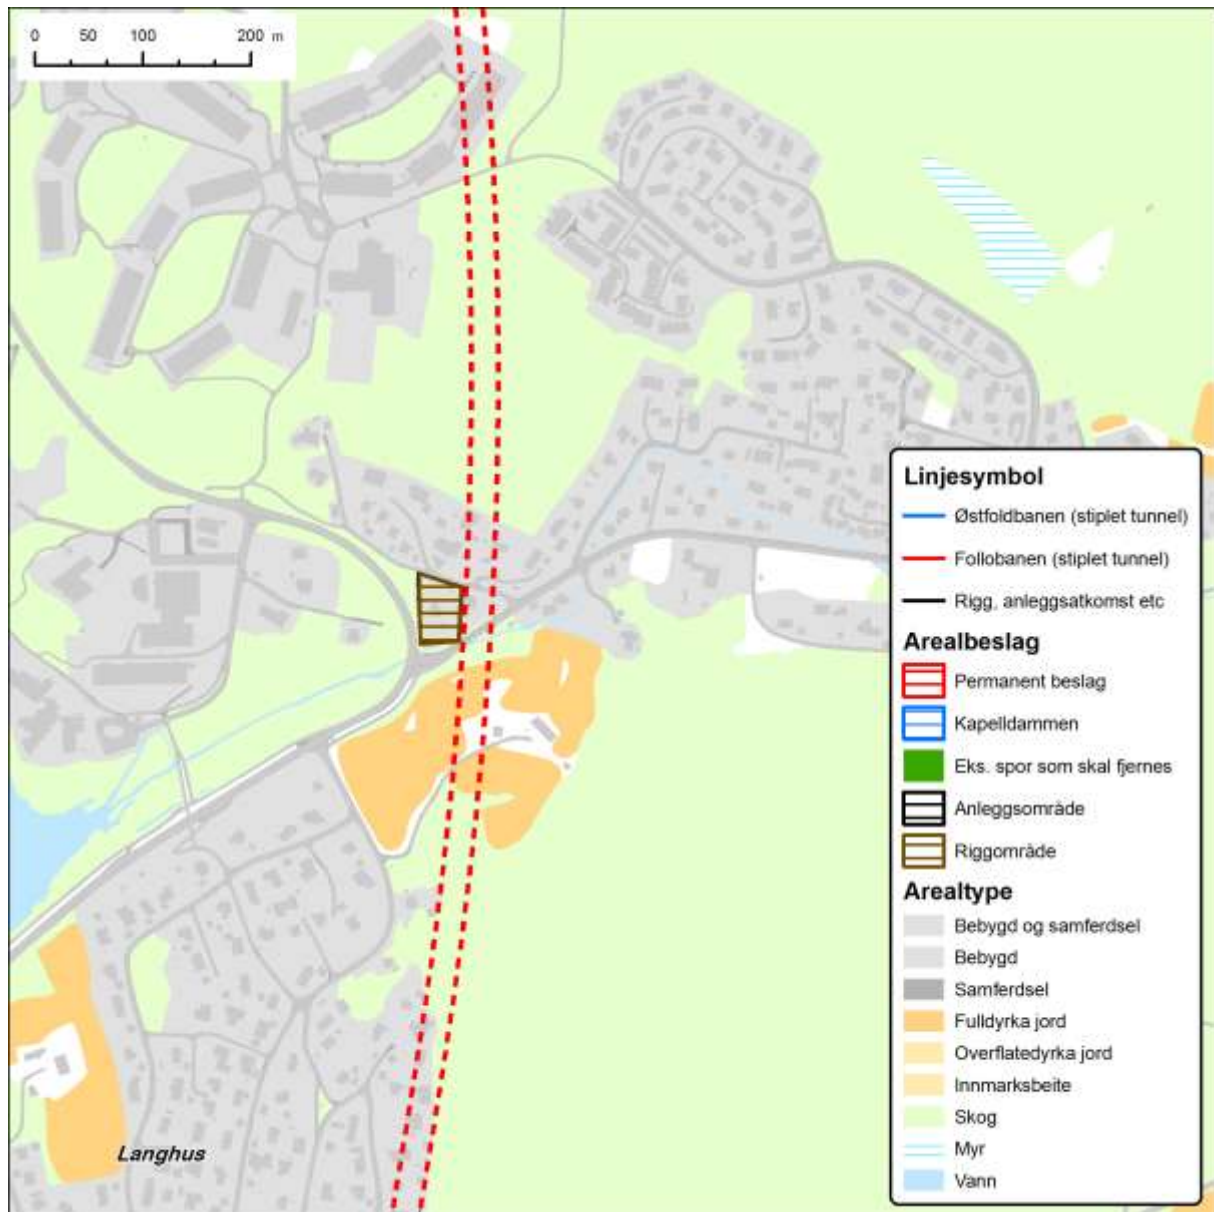 0 50 100 200 m
Linjesymbol
Østfoldbanen (stiplet tunnel)
Follobanen (stiplet tunnel)
Rigg, anleggsatkomst etc
Arealbeslag
Permanent beslag
Kapelldammen
Eks. spor som skal fjernes
Anleggsområde
Riggområde
Arealtype
Bebygd og samferdsel
Bebygd
Samferdsel
Fulldyrka jord
Overflatedyrka jord
Innmarksbeite
Skog
Myr
Vann
Langhus